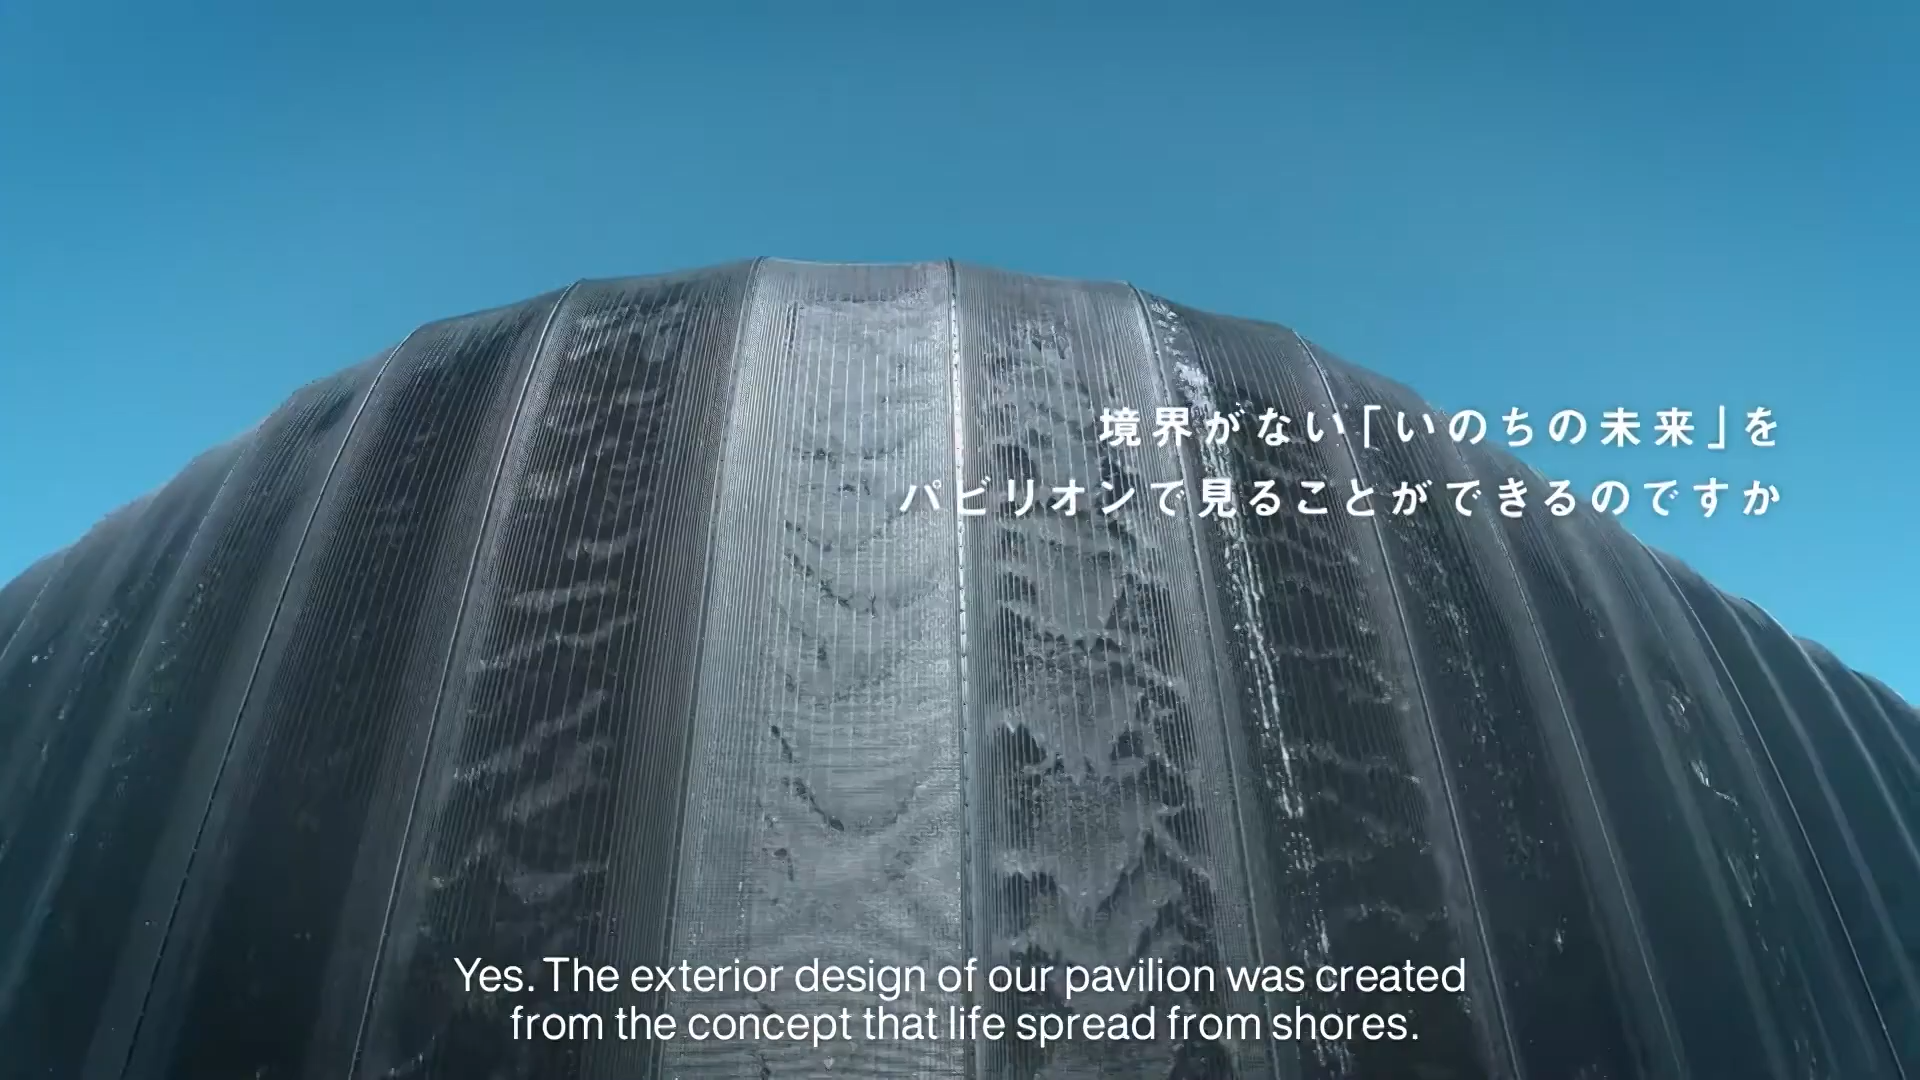 境界がない「いのちの未来」を
パビリオンで見ることができるのですか
Yes. The exterior design of our pavilion was created
from the concept that life spread from shores.